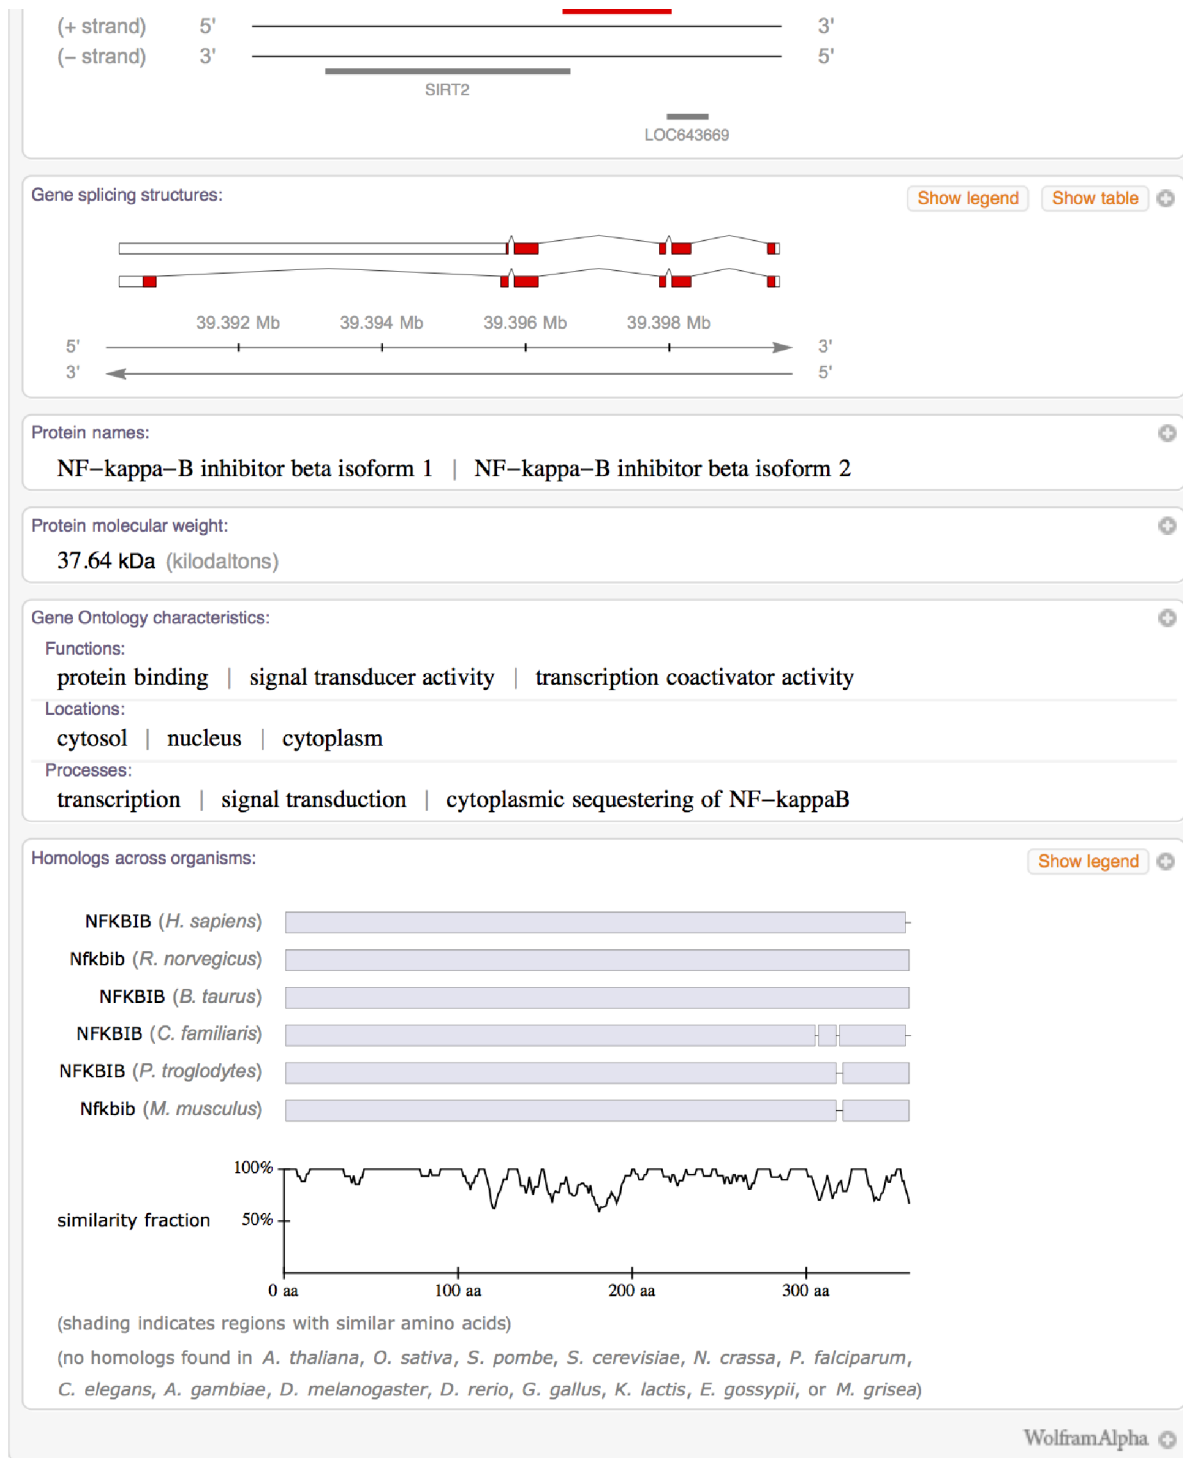 (+ strand) 5' 3'
(− strand) 3' 5'
SIRT2
LOC643669
Gene splicing structures: Show legend Show table
39.392 Mb 39.394 Mb 39.396 Mb 39.398 Mb
5' 3'
3' 5'
Protein names:
NF−kappa−B inhibitor beta isoform 1 | NF−kappa−B inhibitor beta isoform 2
Protein molecular weight:
37.64 kDa (kilodaltons)
Gene Ontology characteristics:
Functions:
protein binding | signal transducer activity | transcription coactivator activity
Locations:
cytosol | nucleus | cytoplasm
Processes:
transcription | signal transduction | cytoplasmic sequestering of NF−kappaB
Homologs across organisms: Show legend
NFKBIB (H. sapiens)
Nfkbib (R. norvegicus)
NFKBIB (B. taurus)
NFKBIB (C. familiaris)
NFKBIB (P. troglodytes)
Nfkbib (M. musculus)
100%
similarity fraction 50%
0 aa 100 aa 200 aa 300 aa
(shading indicates regions with similar amino acids)
(no homologs found in A. thaliana, O. sativa, S. pombe, S. cerevisiae, N. crassa, P. falciparum,
C. elegans, A. gambiae, D. melanogaster, D. rerio, G. gallus, K. lactis, E. gossypii, or M. grisea)
WolframAlpha